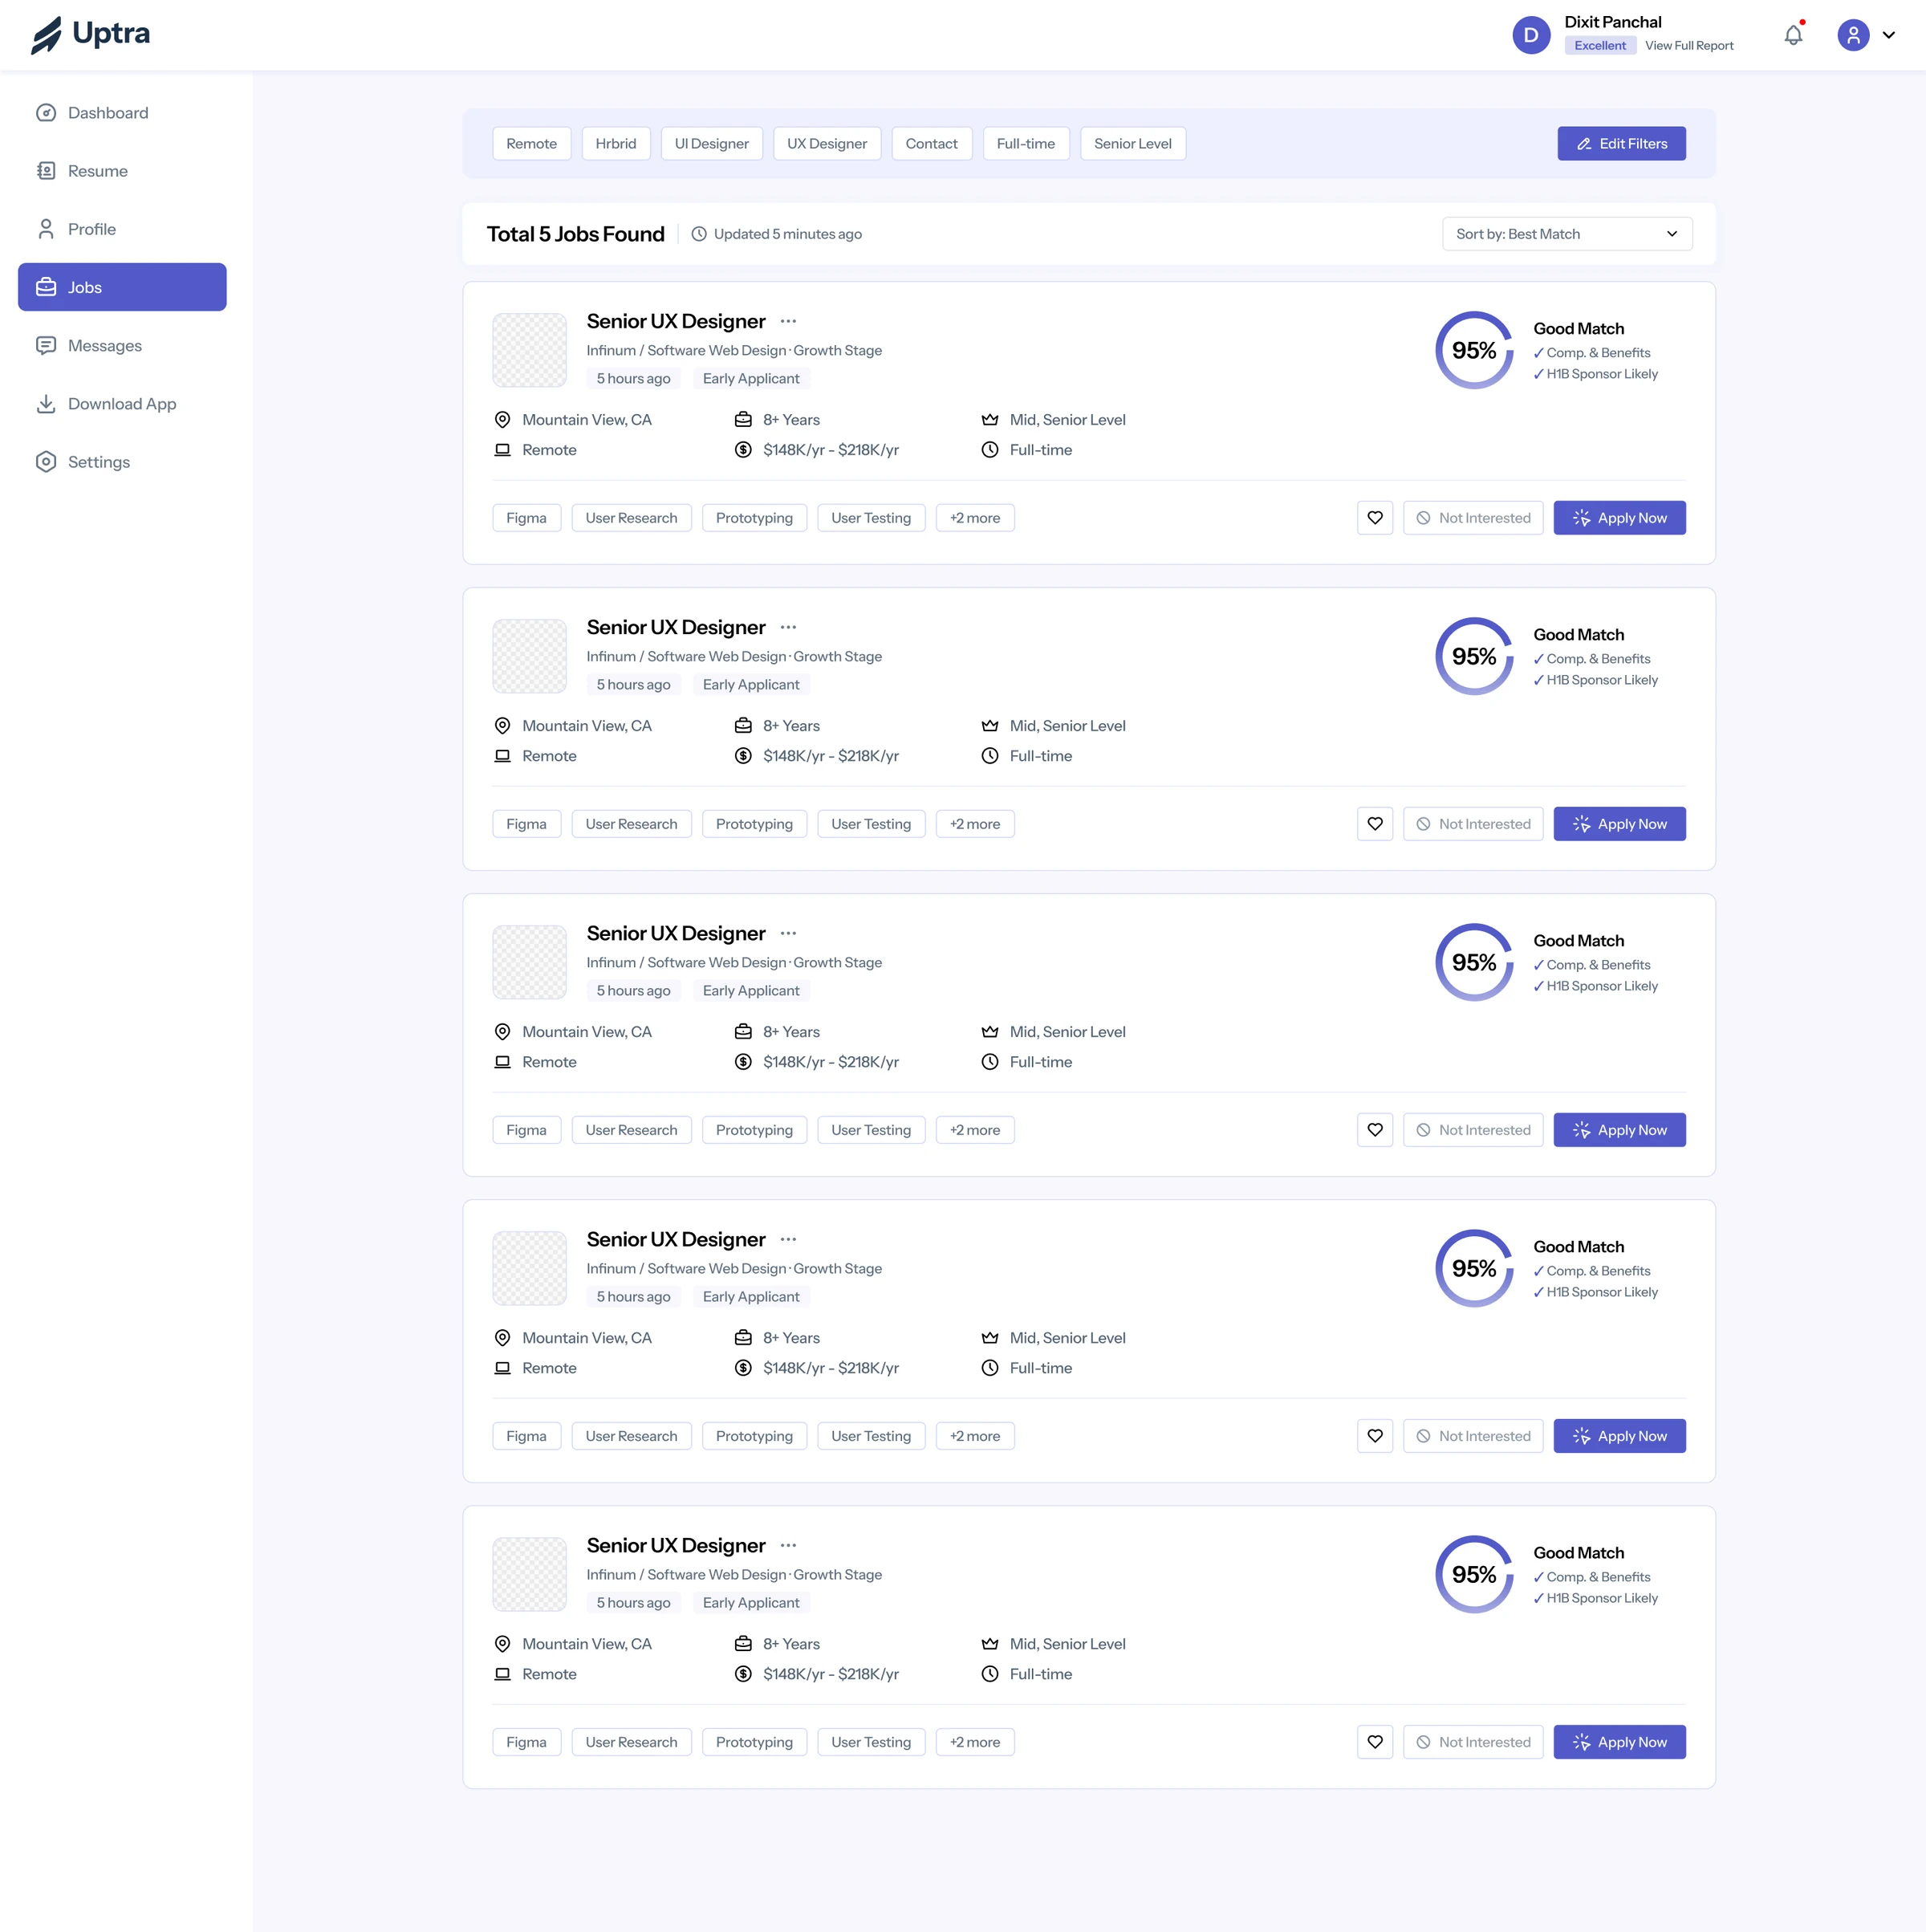 Uptra
D
Dixit Panchal
Excellent View Full Report
Dashboard
Resume
Profile
Jobs
Messages
Download App
Settings
Remote Hrbrid UI Designer UX Designer Contact Full-time Senior Level Edit Filters
Total 5 Jobs Found Updated 5 minutes ago Sort by: Best Match
Senior UX Designer ···
Infinum / Software Web Design · Growth Stage
5 hours ago Early Applicant
95%
Good Match
✓ Comp. & Benefits
✓ H1B Sponsor Likely
Mountain View, CA 8+ Years Mid, Senior Level
Remote $148K/yr - $218K/yr Full-time
Figma User Research Prototyping User Testing +2 more Not Interested Apply Now
Senior UX Designer ···
Infinum / Software Web Design · Growth Stage
5 hours ago Early Applicant
95%
Good Match
✓ Comp. & Benefits
✓ H1B Sponsor Likely
Mountain View, CA 8+ Years Mid, Senior Level
Remote $148K/yr - $218K/yr Full-time
Figma User Research Prototyping User Testing +2 more Not Interested Apply Now
Senior UX Designer ···
Infinum / Software Web Design · Growth Stage
5 hours ago Early Applicant
95%
Good Match
✓ Comp. & Benefits
✓ H1B Sponsor Likely
Mountain View, CA 8+ Years Mid, Senior Level
Remote $148K/yr - $218K/yr Full-time
Figma User Research Prototyping User Testing +2 more Not Interested Apply Now
Senior UX Designer ···
Infinum / Software Web Design · Growth Stage
5 hours ago Early Applicant
95%
Good Match
✓ Comp. & Benefits
✓ H1B Sponsor Likely
Mountain View, CA 8+ Years Mid, Senior Level
Remote $148K/yr - $218K/yr Full-time
Figma User Research Prototyping User Testing +2 more Not Interested Apply Now
Senior UX Designer ···
Infinum / Software Web Design · Growth Stage
5 hours ago Early Applicant
95%
Good Match
✓ Comp. & Benefits
✓ H1B Sponsor Likely
Mountain View, CA 8+ Years Mid, Senior Level
Remote $148K/yr - $218K/yr Full-time
Figma User Research Prototyping User Testing +2 more Not Interested Apply Now